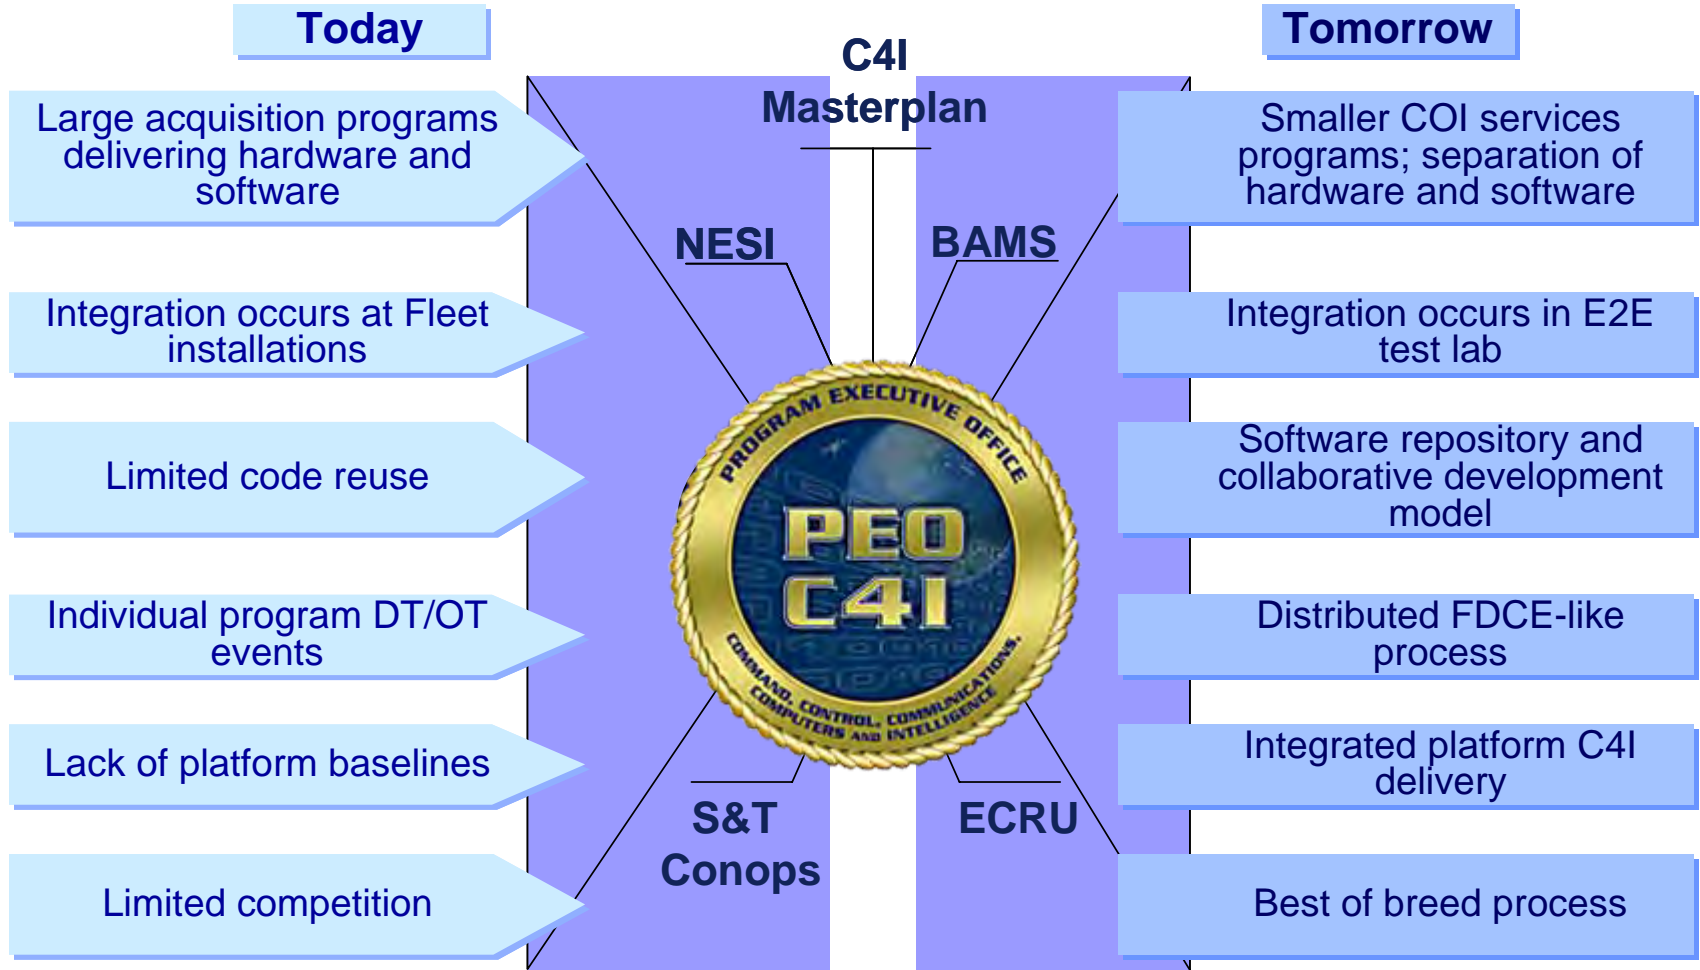 Today
Large acquisition programs
delivering hardware and
software
Integration occurs at Fleet
installations
Limited code reuse
Individual program DT/OT
events
Lack of platform baselines
Limited competition
C4I
Masterplan
NESI
BAMS
PROGRAM EXECUTIVE OFFICE
PEO
C4I
COMMAND, CONTROL, COMMUNICATIONS,
COMPUTERS AND INTELLIGENCE
S&T
Conops
ECRU
Tomorrow
Smaller COI services
programs; separation of
hardware and software
Integration occurs in E2E
test lab
Software repository and
collaborative development
model
Distributed FDCE-like
process
Integrated platform C4I
delivery
Best of breed process